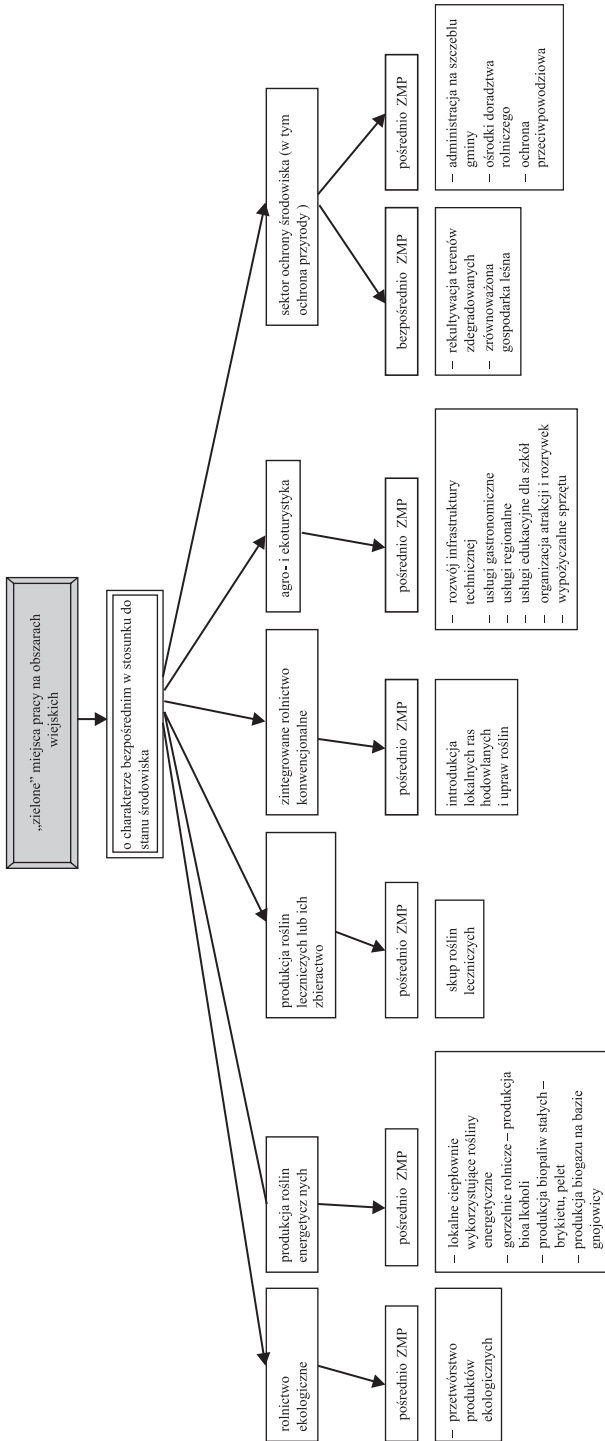 „zielone” miejsca pracy na obszarach
wiejskich
o charakterze bezpośrednim w stosunku do
stanu środowiska
rolnictwo
ekologiczne
produkcja roślin
energetycz nych
produkcja roślin
leczniczych lub ich
zbieractwo
zintegrowane rolnictwo
konwencjonalne
agro- i ekoturystyka
sektor ochrony środowiska (w tym
ochrona przyrody )
pośrednio ZMP
pośrednio ZMP
pośrednio ZMP
pośrednio ZMP
pośrednio ZMP
bezpośrednio ZMP
pośrednio ZMP
– przetwórstwo
produktów
ekologicznych
– lokalne ciepłownie
wykorzystujące rośliny
energetyczne
– gorzelnie rolnicze – produkcja
bioa lkoholi
– produkcja biopaliw stałych –
brykietu, pelet
– produkcja biogazu na bazie
gnojowicy
skup roślin
leczniczych
introdukcja
lokalnych ras
hodowlanych
i upraw roślin
– rozwój infrastruktury
technicznej
– usługi gastronomiczne
– usługi regionalne
– usługi edukacyjne dla szkół
– organizacja atrakcji i rozrywek
– wypożyczalne sprzętu
– rekultywacja terenów
zdegradowanych
– zrównoważona
gospodarka leśna
– administracja na szczeblu
gminy
– ośrodki doradztwa
rolniczego
– ochrona
przeciwpowodziowa